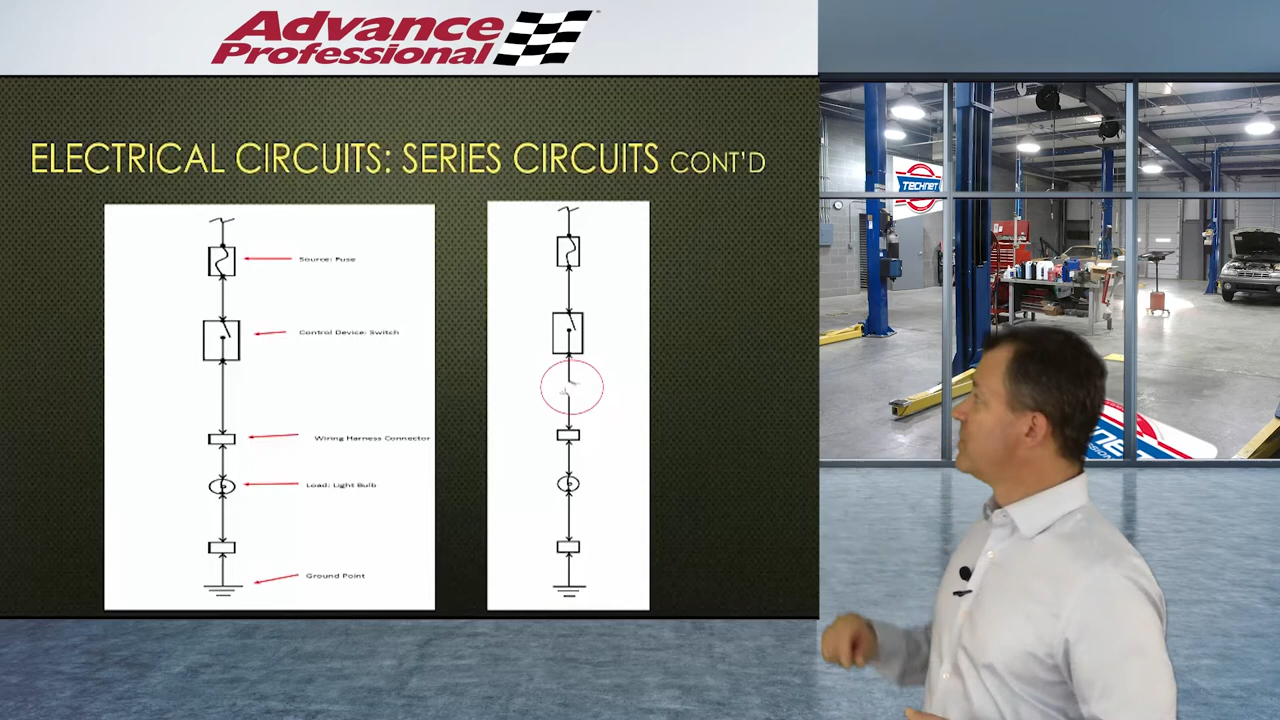 Advance
Professional
ELECTRICAL CIRCUITS: SERIES CIRCUITS CONT'D
Source: Fuse
Control Device: Switch
Wiring Harness Connector
Load: Light Bulb
Ground Point
TECHNET